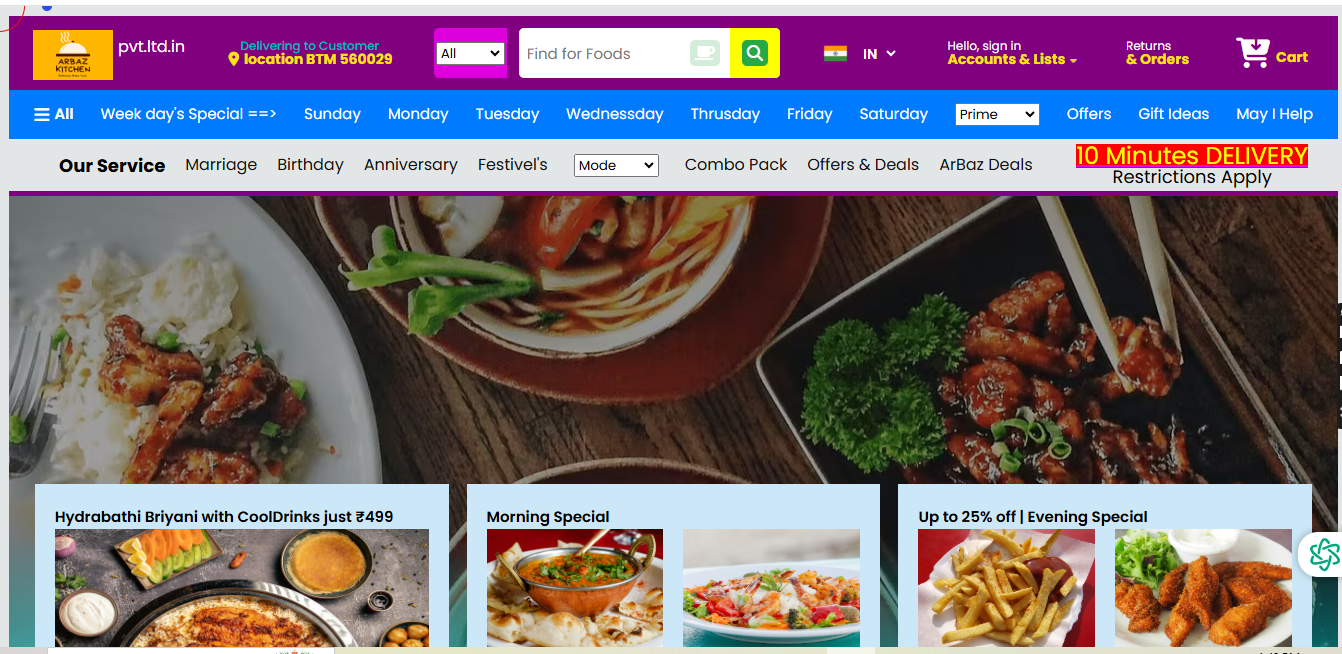 ARBAZ
KITCHEN
pvt.ltd.in
Delivering to Customer
location BTM 560029
All
Find for Foods
IN
Hello, sign in
Accounts & Lists
Returns
& Orders
Cart
All
Week day's Special ==>
Sunday
Monday
Tuesday
Wednessday
Thrusday
Friday
Saturday
Prime
Offers
Gift Ideas
May I Help
Our Service
Marriage
Birthday
Anniversary
Festivel's
Mode
Combo Pack
Offers & Deals
ArBaz Deals
10 Minutes DELIVERY
Restrictions Apply
Hydrabathi Briyani with CoolDrinks just ₹499
Morning Special
Up to 25% off | Evening Special